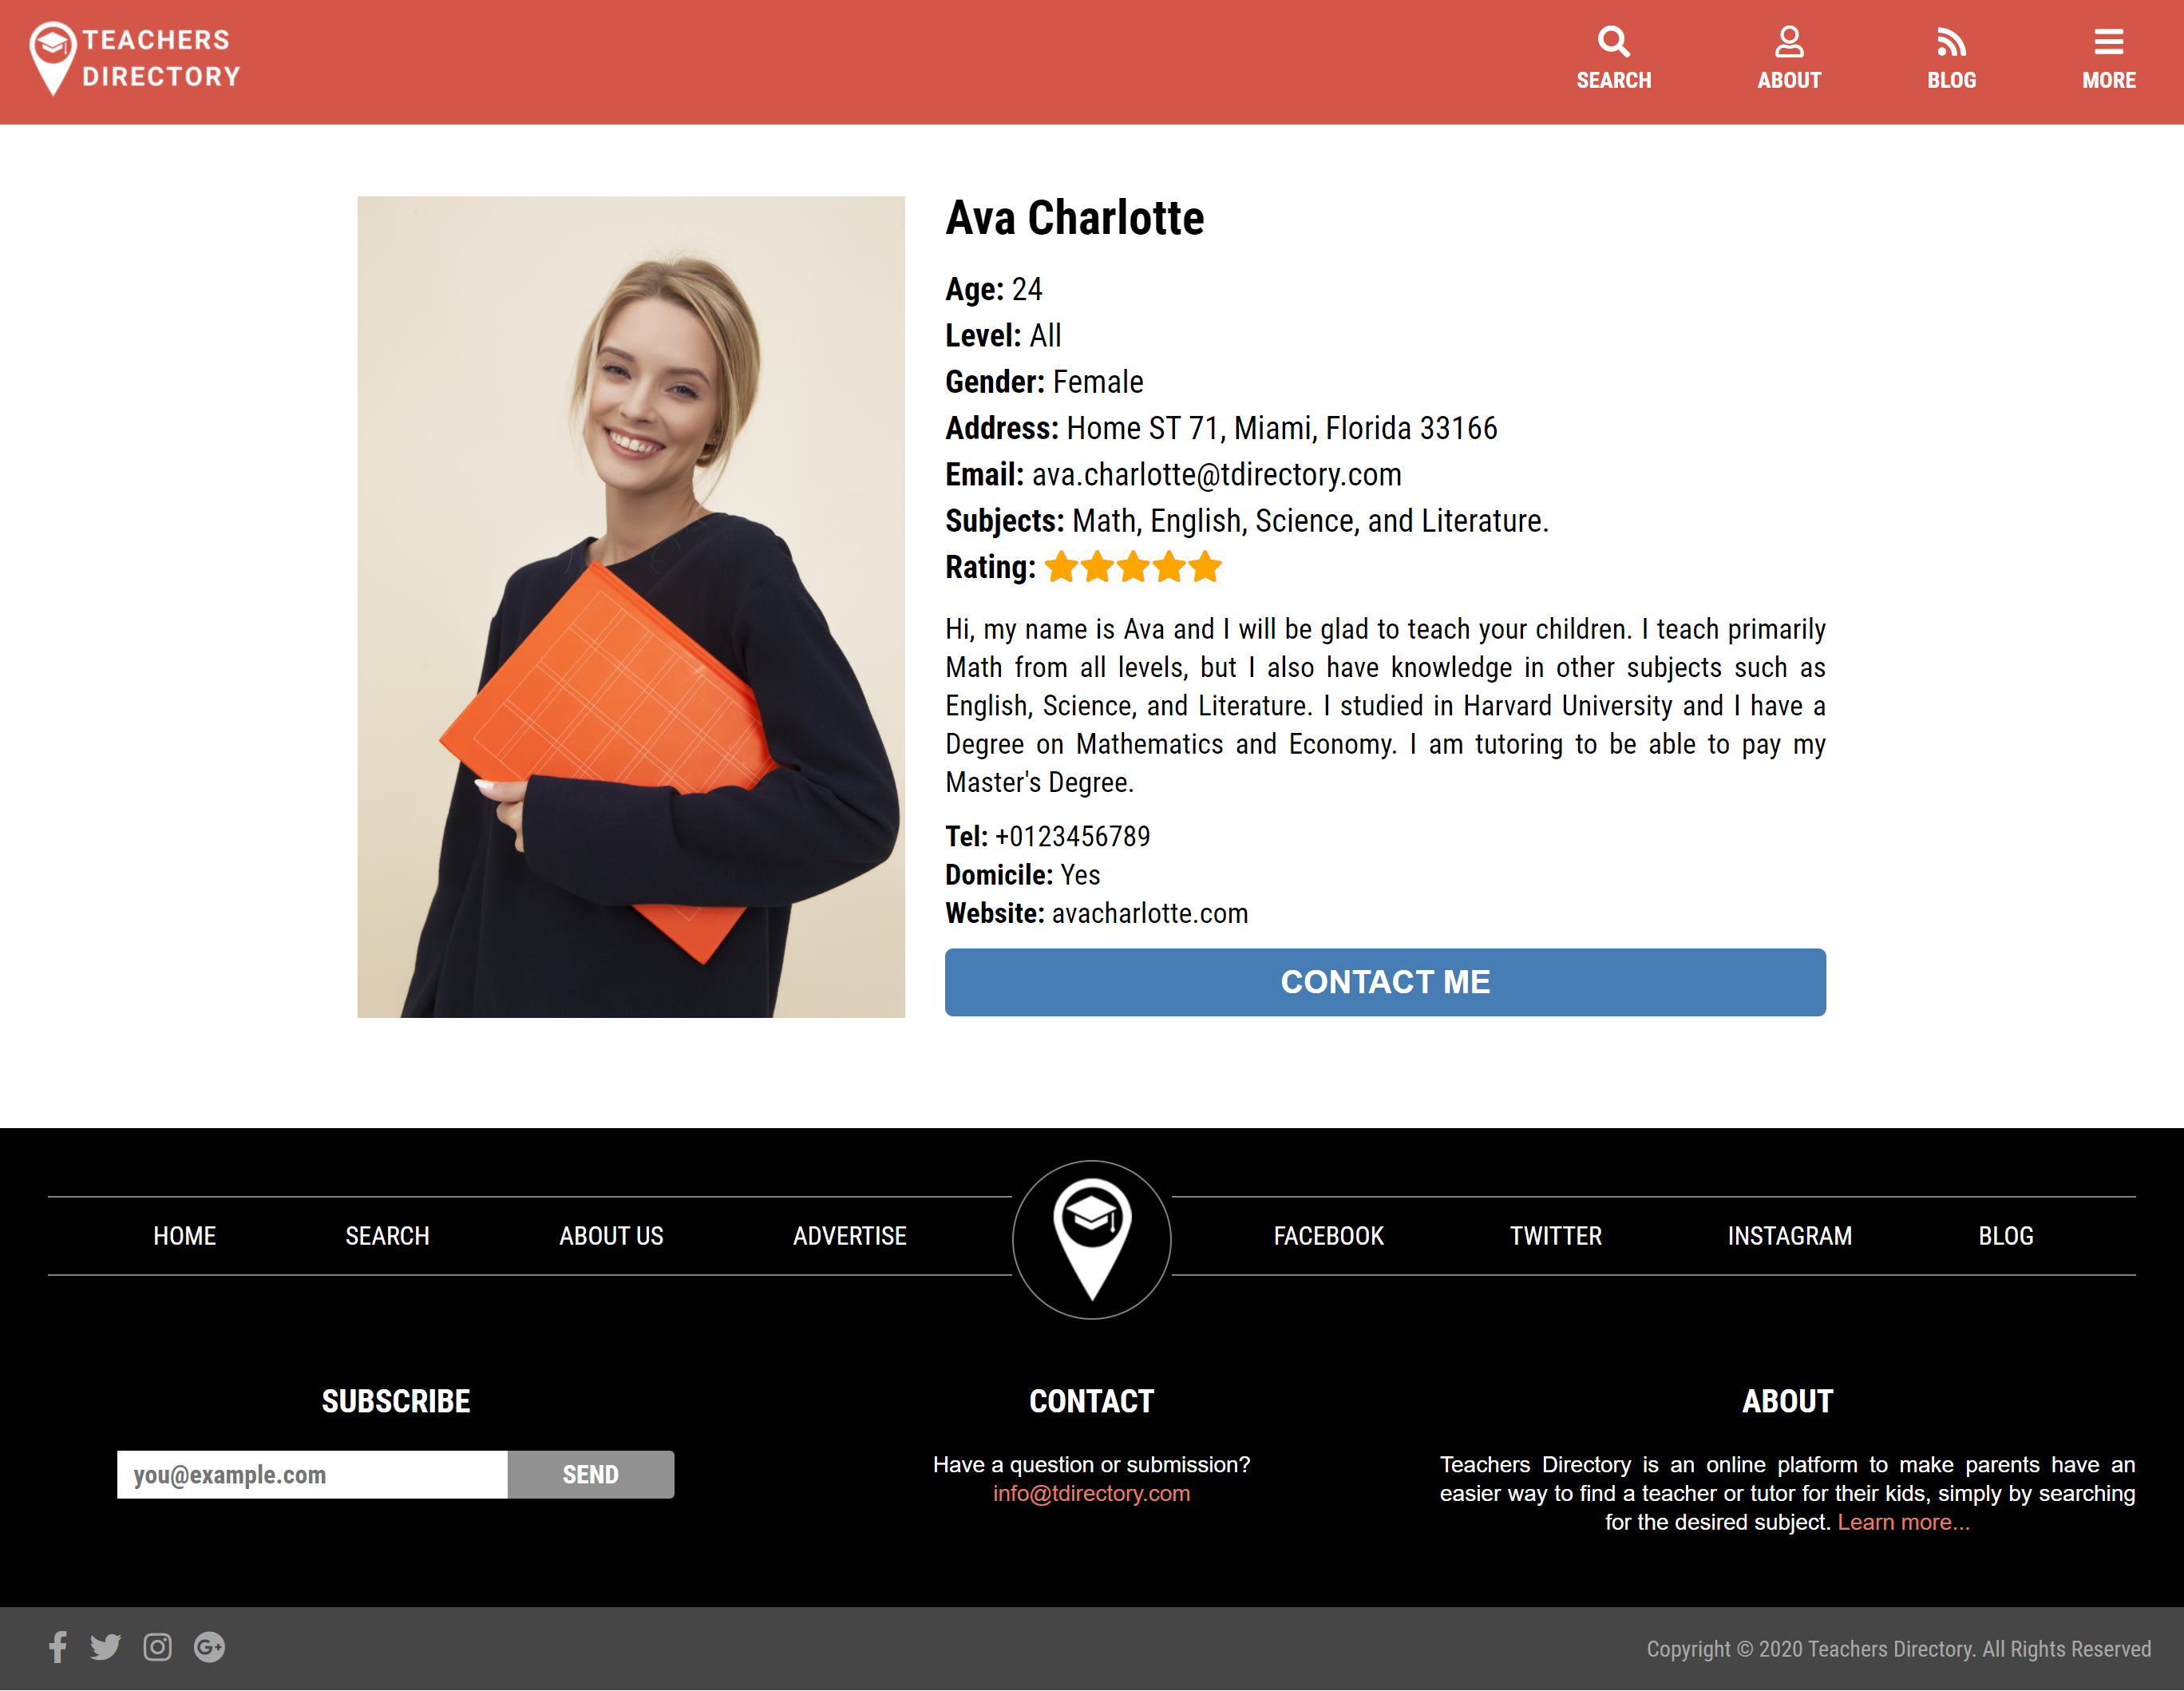 TEACHERS
DIRECTORY
SEARCH
ABOUT
BLOG
MORE
Ava Charlotte
Age: 24
Level: All
Gender: Female
Address: Home ST 71, Miami, Florida 33166
Email: ava.charlotte@tdirectory.com
Subjects: Math, English, Science, and Literature.
Rating:
Hi, my name is Ava and I will be glad to teach your children. I teach primarily
Math from all levels, but I also have knowledge in other subjects such as
English, Science, and Literature. I studied in Harvard University and I have a
Degree on Mathematics and Economy. I am tutoring to be able to pay my
Master's Degree.
Tel: +0123456789
Domicile: Yes
Website: avacharlotte.com
CONTACT ME
HOME
SEARCH
ABOUT US
ADVERTISE
FACEBOOK
TWITTER
INSTAGRAM
BLOG
SUBSCRIBE
you@example.com
SEND
CONTACT
Have a question or submission?
info@tdirectory.com
ABOUT
Teachers Directory is an online platform to make parents have an
easier way to find a teacher or tutor for their kids, simply by searching
for the desired subject. Learn more...
Copyright © 2020 Teachers Directory. All Rights Reserved